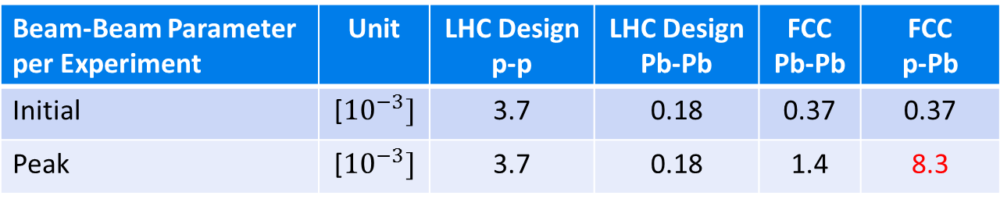 Beam-Beam Parameter per Experiment Unit LHC Design p-p LHC Design Pb-Pb FCC Pb-Pb FCC p-Pb
Initial [10⁻³] 3.7 0.18 0.37 0.37
Peak [10⁻³] 3.7 0.18 1.4 8.3